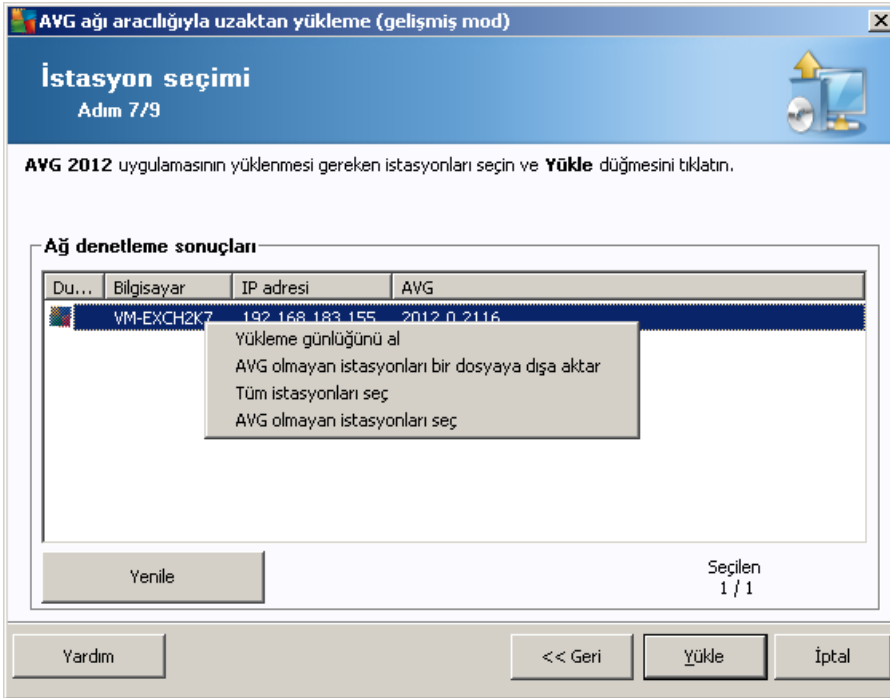 AVG ağı aracılığıyla uzaktan yükleme (gelişmiş mod)
İstasyon seçimi
Adım 7/9
AVG 2012 uygulamasının yüklenmesi gereken istasyonları seçin ve Yükle düğmesini tıklatın.
Ağ denetleme sonuçları
Du... Bilgisayar IP adresi AVG
VM-EXCH2K7 192.168.183.155 2012.0.2116
Yükleme günlüğünü al
AVG olmayan istasyonları bir dosyaya dışa aktar
Tüm istasyonları seç
AVG olmayan istasyonları seç
Yenile
Seçilen
1 / 1
Yardım << Geri Yükle İptal